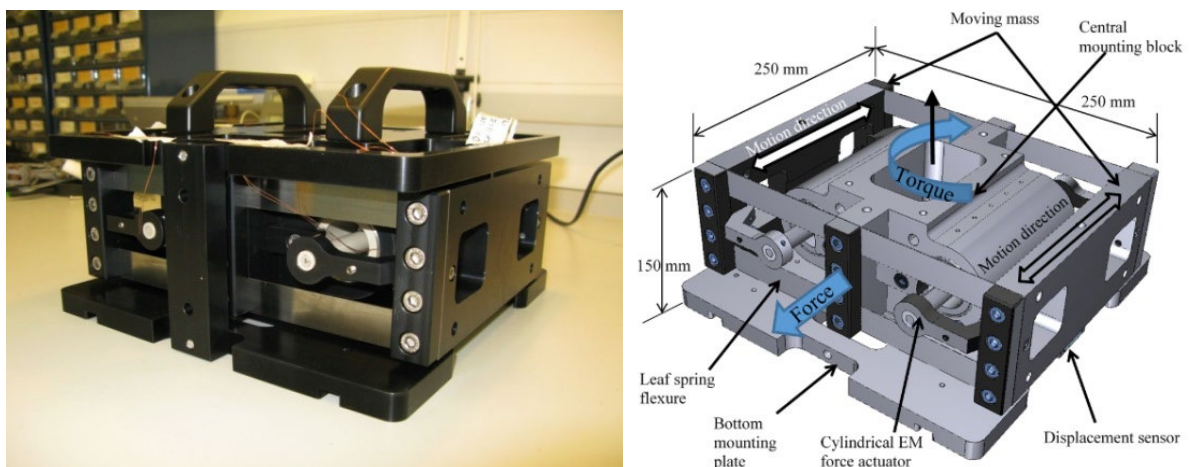 Moving mass
Central
mounting
block
250 mm
250 mm
Motion direction
Torque
Motion direction
150 mm
Force
Leaf spring
flexure
Bottom
mounting
plate
Cylindrical EM
force actuator
Displacement sensor